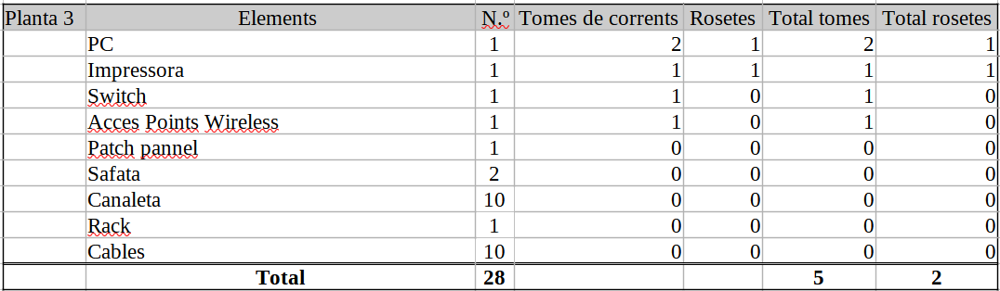 Planta 3 Elements N.º Tomes de corrents Rosetes Total tomes Total rosetes
PC 1 2 1 2 1
Impressora 1 1 1 1 1
Switch 1 1 0 1 0
Acces Points Wireless 1 1 0 1 0
Patch pannel 1 0 0 0 0
Safata 2 0 0 0 0
Canaleta 10 0 0 0 0
Rack 1 0 0 0 0
Cables 10 0 0 0 0
Total 28 5 2